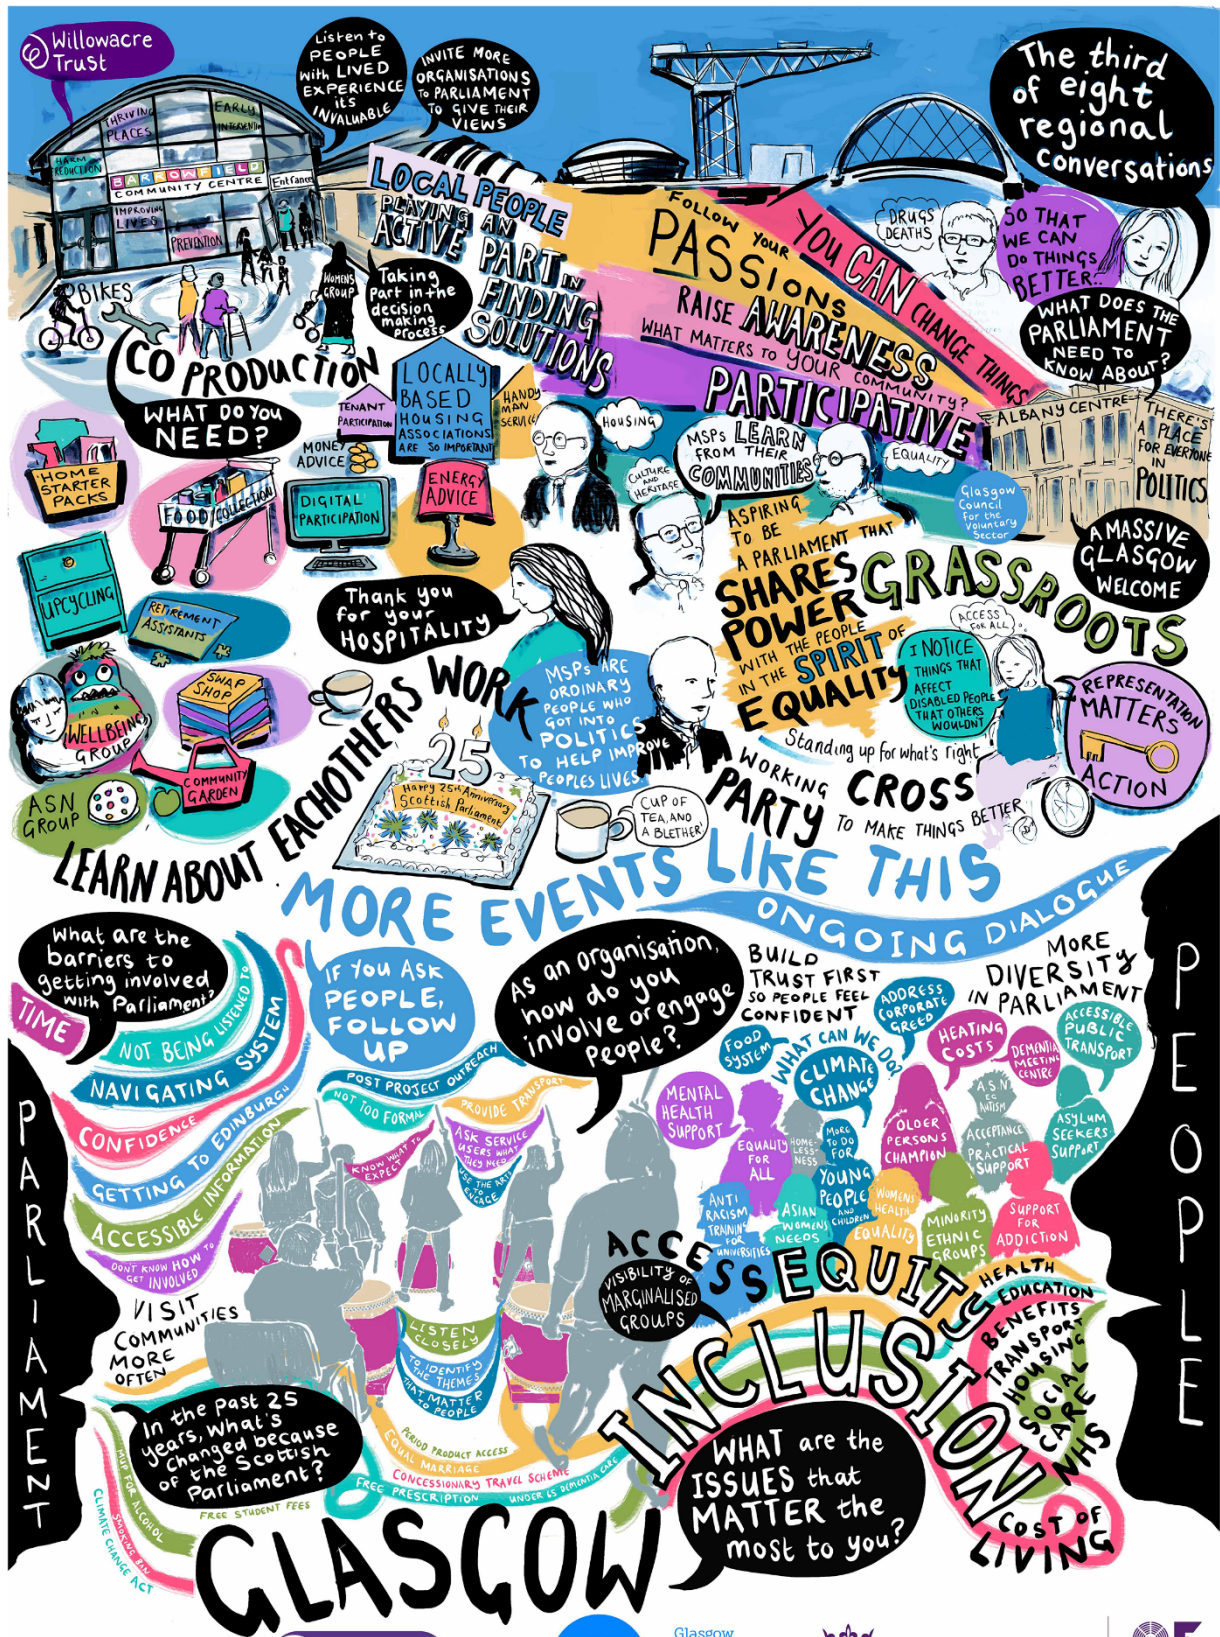 Willowacre
Trust
Listen to
PEOPLE
with LIVED
EXPERIENCE
it's
INVALUABLE
INVITE MORE
ORGANISATIONS
TO PARLIAMENT
TO GIVE THEIR
VIEWS
The third
of eight
regional
conversations
THRIVING
PLACES
EARLY
HARM
REDUCTION
BARROWFIELD
COMMUNITY CENTRE
Entrance
IMPROVING
LIVES
PREVENTION
BIKES
WOMENS
GROUP
Taking
Part in the
decision
making
process
LOCAL PEOPLE
PLAYING AN
ACTIVE PART IN
FINDING
SOLUTIONS
FOLLOW YOUR
PASSIONS
YOU CAN CHANGE THINGS
RAISE AWARENESS
WHAT MATTERS TO YOUR COMMUNITY?
PARTICIPATIVE
DRUGS
DEATHS
SO THAT
WE CAN
DO THINGS
BETTER..
WHAT DOES THE
PARLIAMENT
NEED TO
KNOW ABOUT?
ALBANY CENTRE
THERE'S
A PLACE
FOR EVERYONE
IN
POLITICS
A MASSIVE
GLASGOW
WELCOME
Glasgow
Council
for the
Voluntary
Sector
CO PRODUCTION
WHAT DO YOU
NEED?
TENANT
PARTICIPATION
LOCALLY
BASED
HOUSING
ASSOCIATIONS
ARE SO IMPORTANT
HANDY
MAN
SERVICE
MONEY
ADVICE
HOUSING
CULTURE
AND
HERITAGE
MSPs LEARN
FROM THEIR
COMMUNITIES
EQUALITY
HOME
STARTER
PACKS
FOOD COLLECTION
DIGITAL
PARTICIPATION
ENERGY
ADVICE
ASPIRING
TO BE
A PARLIAMENT THAT
SHARES
POWER
WITH THE PEOPLE
IN THE SPIRIT OF
EQUALITY
GRASSROOTS
UPCYCLING
RETIREMENT
ASSISTANTS
Thank you
for your
HOSPITALITY
ACCESS
FOR ALL
I NOTICE
THINGS THAT
AFFECT
DISABLED PEOPLE
THAT OTHERS
WOULDNT
REPRESENTATION
MATTERS
ACTION
WELLBEING
GROUP
SWAP
SHOP
COMMUNITY
GARDEN
ASN
GROUP
LEARN ABOUT EACHOTHERS WORK
MSPs ARE
ORDINARY
PEOPLE WHO
GOT INTO
POLITICS
TO HELP IMPROVE
PEOPLES LIVES
25
Happy 25th Anniversary
Scottish Parliament
CUP OF
TEA, AND
A BLETHER!
Standing up for what's right
WORKING
PARTY
CROSS
TO MAKE THINGS BETTER
MORE EVENTS LIKE THIS
ONGOING DIALOGUE
What are the
barriers to
getting involved
with Parliament?
TIME
NOT BEING LISTENED TO
NAVIGATING SYSTEM
CONFIDENCE
GETTING TO EDINBURGH
ACCESSIBLE INFORMATION
DON'T KNOW HOW TO
GET INVOLVED
IF YOU ASK
PEOPLE,
FOLLOW
UP
As an organisation,
how do you
involve or engage
People?
POST PROJECT OUTREACH
NOT TOO FORMAL
PROVIDE TRANSPORT
KNOW WHAT TO
EXPECT
ASK SERVICE
USERS WHAT
THEY NEED
USE THE ARTS
TO
ENGAGE
BUILD
TRUST FIRST
SO PEOPLE FEEL
CONFIDENT
MORE
DIVERSITY
IN PARLIAMENT
WHAT CAN WE DO?
FOOD
SYSTEM
ADDRESS
CORPORATE
GREED
CLIMATE
CHANGE
HEATING
COSTS
DEMENTIA
MEETING
CENTRE
ACCESSIBLE
PUBLIC
TRANSPORT
MENTAL
HEALTH
SUPPORT
EQUALITY
FOR
ALL
HOME-
LESS-
NESS
MORE
TO DO
FOR
YOUNG
PEOPLE
AND
CHILDREN
OLDER
PERSONS
CHAMPION
A.S.N
E.G
AUTISM
ACCEPTANCE
PRACTICAL
SUPPORT
ASYLUM
SEEKERS
SUPPORT
ANTI
RACISM
TRAINING
FOR
UNIVERSITIES
ASIAN
WOMENS
NEEDS
WOMENS
HEALTH
EQUALITY
MINORITY
ETHNIC
GROUPS
SUPPORT
FOR
ADDICTION
PARLIAMENT
PEOPLE
VISIT
COMMUNITIES
MORE
OFTEN
LISTEN
CLOSELY
TO IDENTIFY
THE THEMES
THAT MATTER
TO PEOPLE
ACCESS
EQUITY
INCLUSION
VISIBILITY OF
MARGINALISED
GROUPS
HEALTH
EDUCATION
BENEFITS
TRANSPORT
HOUSING
SOCIAL
CARE
NHS
COST OF
LIVING
In the past 25
years, what's
changed because
of the Scottish
Parliament?
PERIOD PRODUCT ACCESS
EQUAL MARRIAGE
CONCESSIONARY TRAVEL SCHEME
FREE PRESCRIPTION
UNDER 65 DEMENTIA CARE
FREE STUDENT FEES
MUP FOR ALCOHOL
SMOKING BAN
CLIMATE CHANGE ACT
WHAT are the
ISSUES that
MATTER the
most to you?
GLASGOW
Glasgow